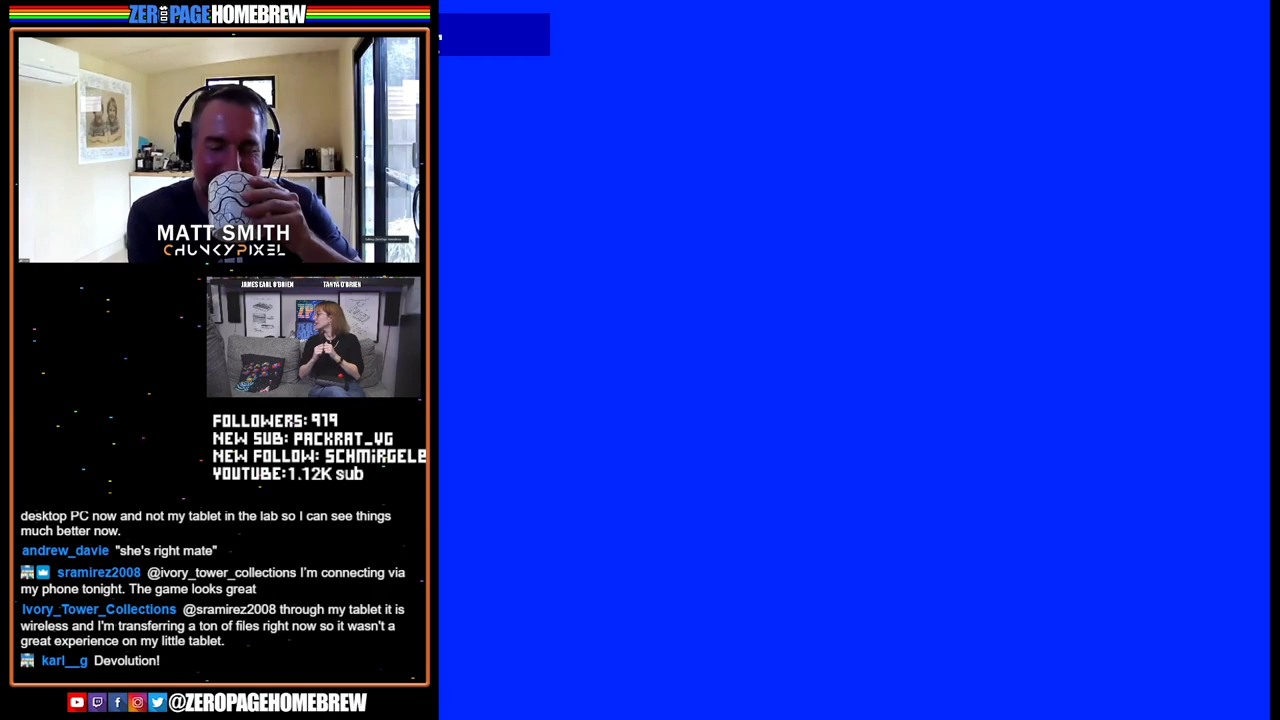 ZEROPAGEHOMEBREW
MATT SMITH
CHUNKYPIXEL
JAMES EARL O'BRIEN
TANYA O'BRIEN
FOLLOWERS: 919
NEW SUB: PACKRAT_VG
NEW FOLLOW: SCHMIRGELB
YOUTUBE: 1.12K sub
desktop PC now and not my tablet in the lab so I can see things
much better now.
andrew_davie "she's right mate"
sramirez2008 @ivory_tower_collections I'm connecting via
my phone tonight. The game looks great
Ivory_Tower_Collections @sramirez2008 through my tablet it is
wireless and I'm transferring a ton of files right now so it wasn't a
great experience on my little tablet.
karl__g Devolution!
@ZEROPAGEHOMEBREW